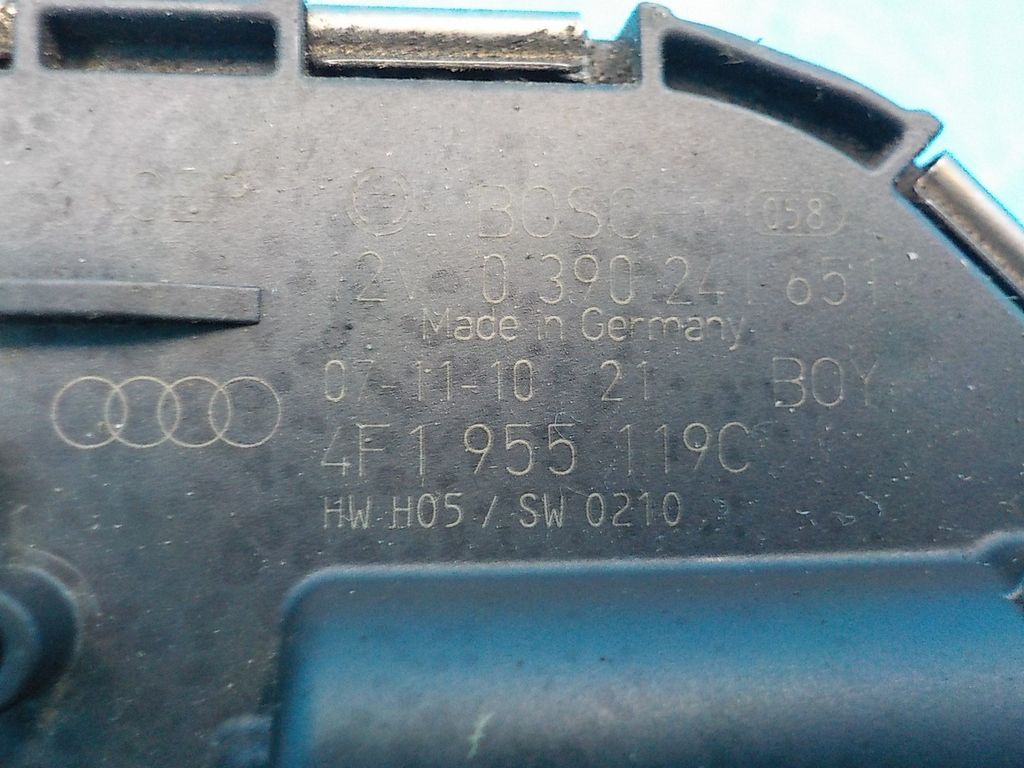 BOSCH 058
12V 0 390 241 651
Made in Germany
07-11-10 21 BOY
4F1 955 119C
HW H05 / SW 0210